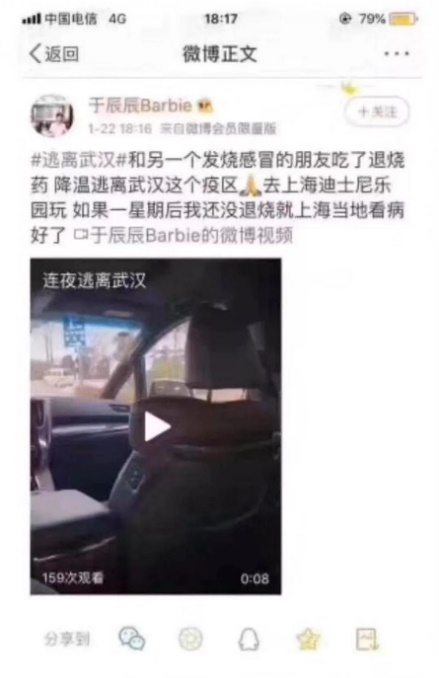 中国电信 4G 18:17 79%
返回 微博正文
于辰辰Barbie
+关注
1-22 18:16 来自微博会员限量版
#逃离武汉#和另一个发烧感冒的朋友吃了退烧
药 降温逃离武汉这个疫区🙏去上海迪士尼乐
园玩 如果一星期后我还没退烧就上海当地看病
好了 于辰辰Barbie的微博视频
连夜逃离武汉
159次观看 0:08
分享到